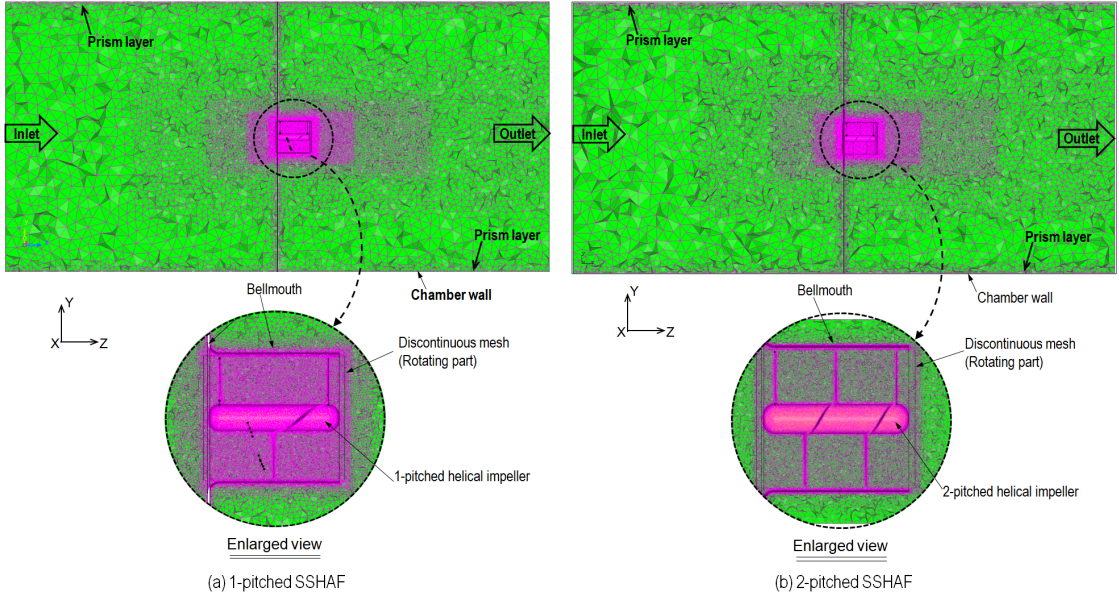 Prism layer
Inlet
Outlet
Prism layer
Bellmouth
Chamber wall
Y
X
Z
Discontinuous mesh
(Rotating part)
1-pitched helical impeller
Enlarged view
(a) 1-pitched SSHAF
Prism layer
Inlet
Outlet
Prism layer
Bellmouth
Chamber wall
Y
X
Z
Discontinuous mesh
(Rotating part)
2-pitched helical impeller
Enlarged view
(b) 2-pitched SSHAF